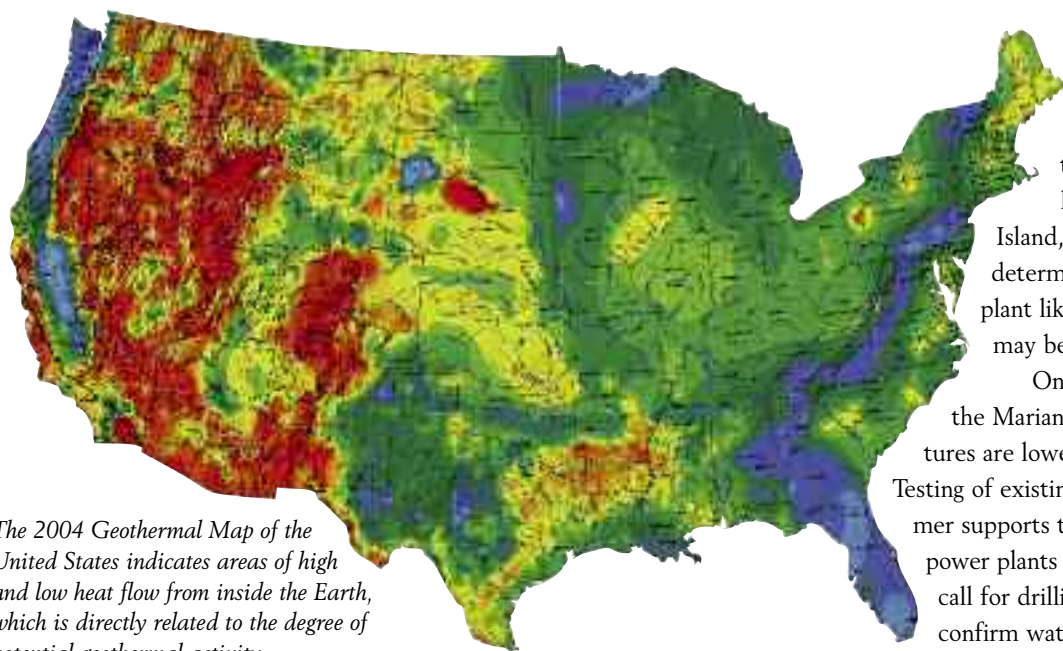 The 2004 Geothermal Map of the
United States indicates areas of high
and low heat flow from inside the Earth,
which is directly related to the degree of
Island,
determ
plant lik
may be
On
the Marian
tures are lowe
Testing of existin
mer supports t
power plants
call for drilli
confirm wat